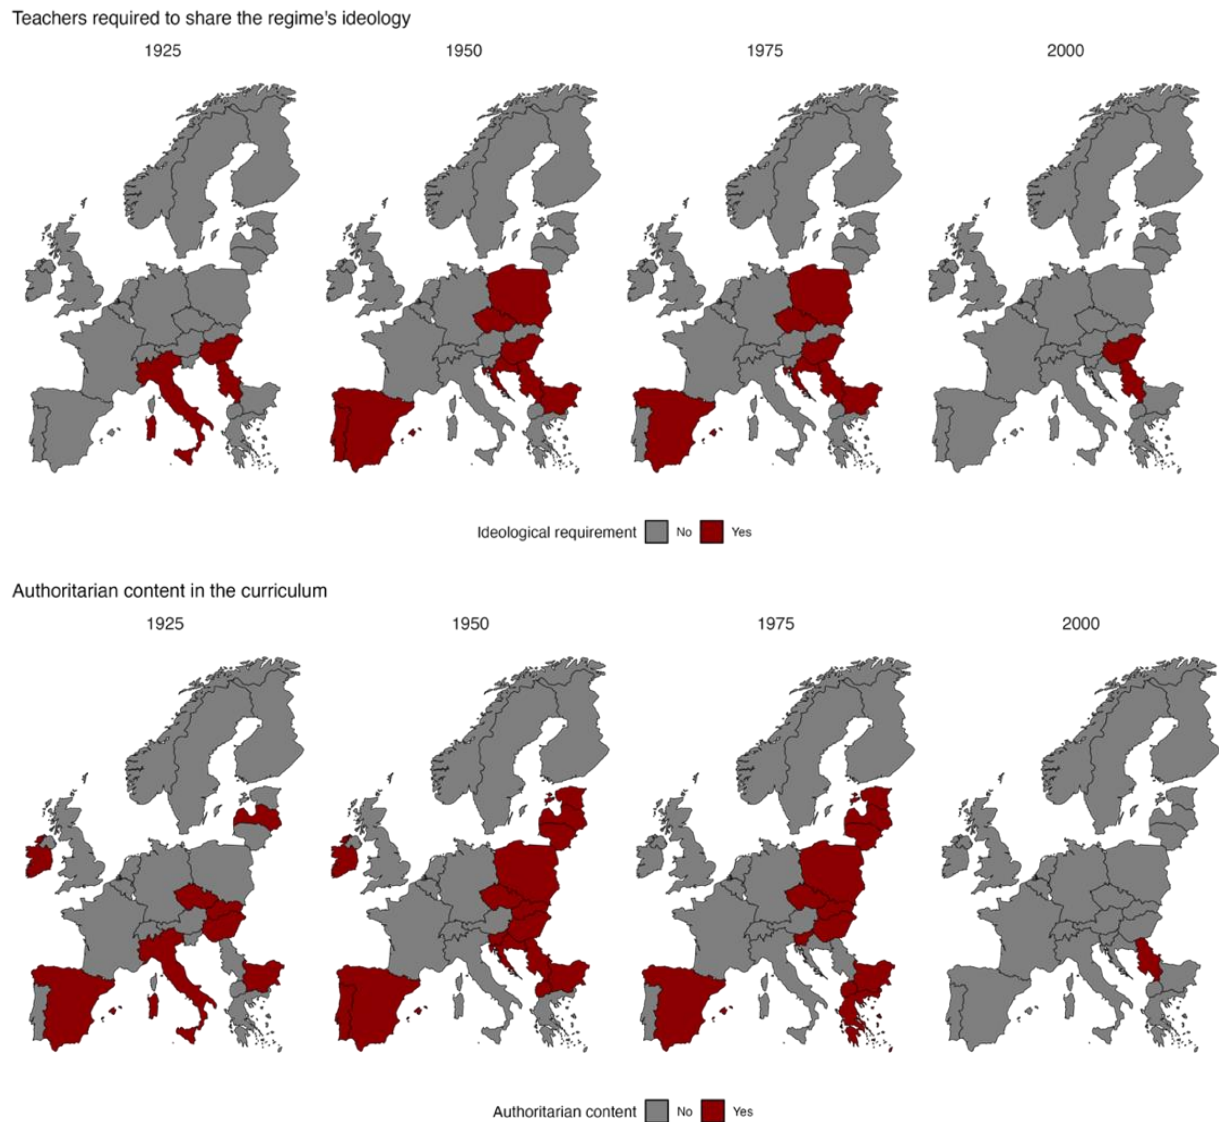 Teachers required to share the regime's ideology
1925 1950 1975 2000
Ideological requirement No Yes
Authoritarian content in the curriculum
1925 1950 1975 2000
Authoritarian content No Yes